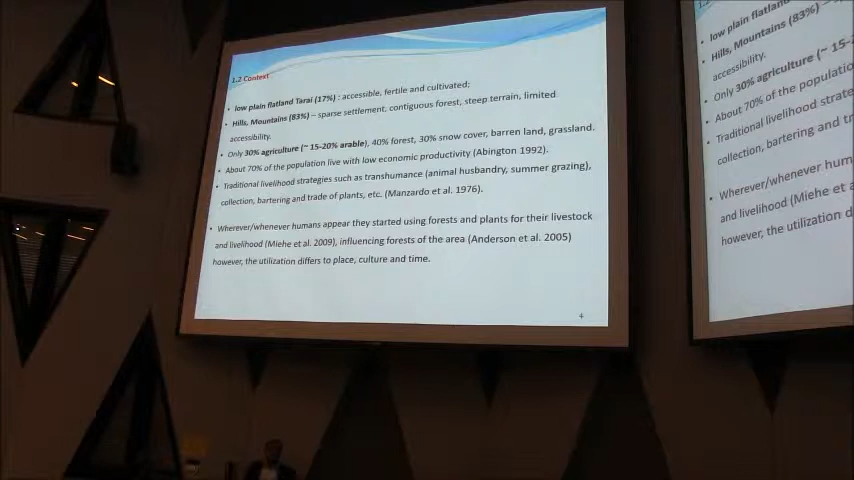 1.2 Context
• low plain flatland Tarai (17%) : accessible, fertile and cultivated;
• Hills, Mountains (83%) – sparse settlement, contiguous forest, steep terrain, limited
accessibility.
• Only 30% agriculture (~ 15-20% arable), 40% forest, 30% snow cover, barren land, grassland.
• About 70% of the population live with low economic productivity (Abington 1992).
• Traditional livelihood strategies such as transhumance (animal husbandry, summer grazing),
collection, bartering and trade of plants, etc. (Manzardo et al. 1976).
• Wherever/whenever humans appear they started using forests and plants for their livestock
and livelihood (Miehe et al. 2009), influencing forests of the area (Anderson et al. 2005)
however, the utilization differs to place, culture and time.
4
1.2
• low plain flatland
• Hills, Mountains (83%)
accessibility.
• Only 30% agriculture (~ 15-2
• About 70% of the populatio
• Traditional livelihood strate
collection, bartering and tr
• Wherever/whenever hum
and livelihood (Miehe et a
however, the utilization d